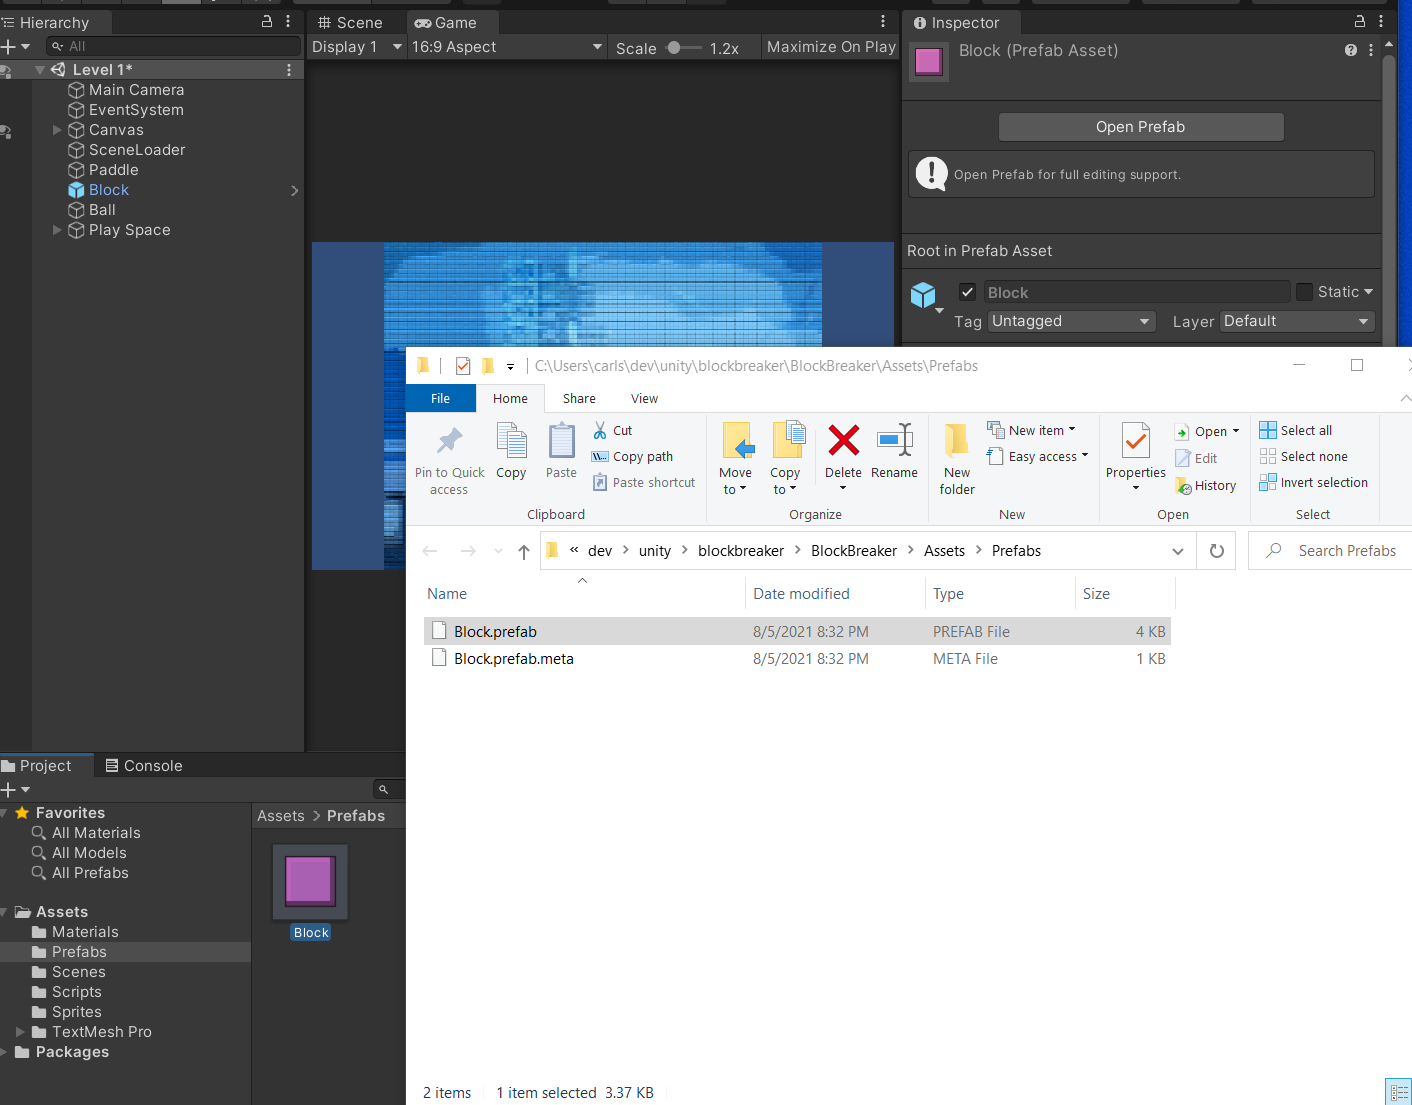 Hierarchy
All
Level 1*
Main Camera
EventSystem
Canvas
SceneLoader
Paddle
Block
Ball
Play Space
Scene
Game
Display 1
16:9 Aspect
Scale
1.2x
Maximize On Play
Inspector
Block (Prefab Asset)
Open Prefab
Open Prefab for full editing support.
Root in Prefab Asset
Block
Static
Tag
Untagged
Layer
Default
C:\Users\carls\dev\unity\blockbreaker\BlockBreaker\Assets\Prefabs
File
Home
Share
View
Pin to Quick
access
Copy
Paste
Cut
Copy path
Paste shortcut
Clipboard
Move
to
Copy
to
Delete
Rename
Organize
New
folder
New item
Easy access
New
Properties
Open
Edit
History
Open
Select all
Select none
Invert selection
Select
« dev > unity > blockbreaker > BlockBreaker > Assets > Prefabs
Search Prefabs
Name
Date modified
Type
Size
Block.prefab
8/5/2021 8:32 PM
PREFAB File
4 KB
Block.prefab.meta
8/5/2021 8:32 PM
META File
1 KB
2 items
1 item selected 3.37 KB
Project
Console
Favorites
All Materials
All Models
All Prefabs
Assets
Materials
Prefabs
Scenes
Scripts
Sprites
TextMesh Pro
Packages
Assets > Prefabs
Block